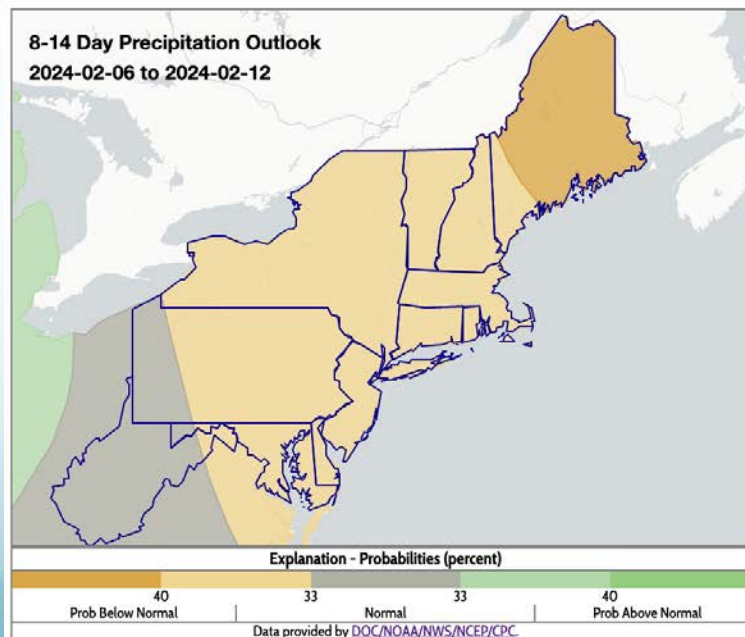 8-14 Day Precipitation Outlook
2024-02-06 to 2024-02-12
Explanation - Probabilities (percent)
40 33 33 40
Prob Below Normal Normal Prob Above Normal
Data provided by DOC/NOAA/NWS/NCEP/CPC.